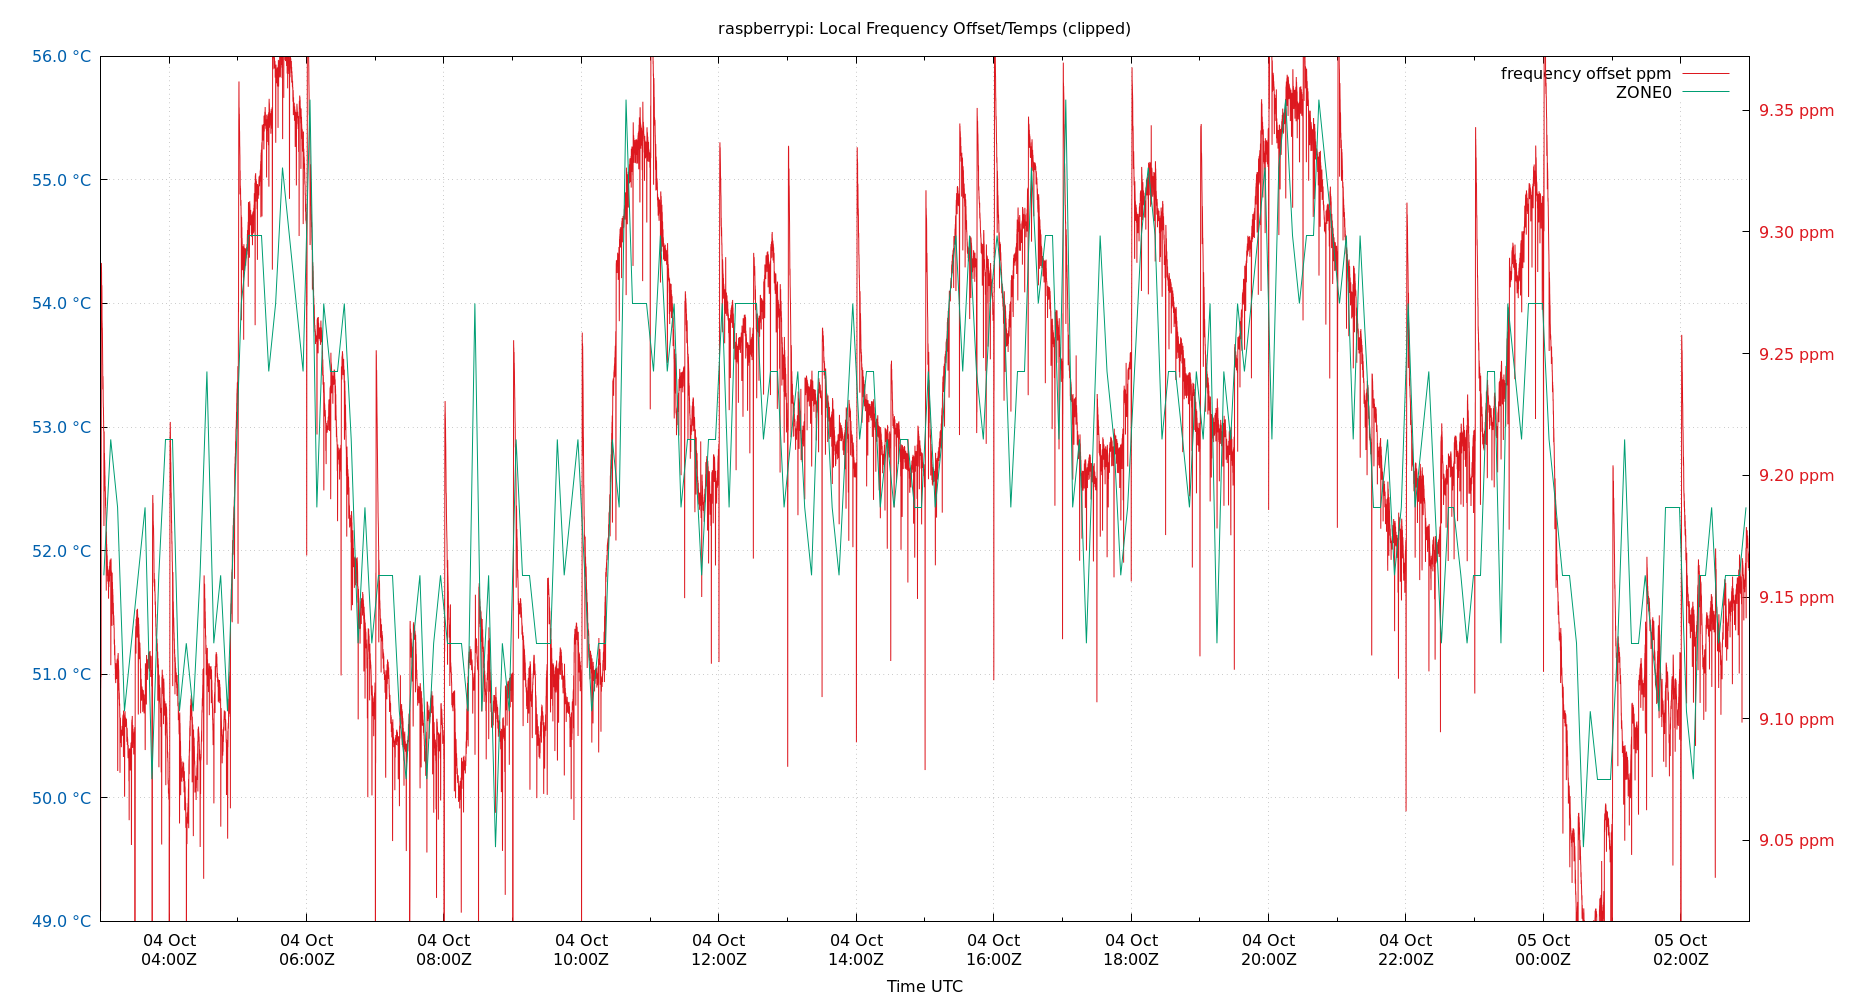 raspberrypi: Local Frequency Offset/Temps (clipped)
frequency offset ppm
ZONE0
56.0 °C
55.0 °C
54.0 °C
53.0 °C
52.0 °C
51.0 °C
50.0 °C
49.0 °C
9.35 ppm
9.30 ppm
9.25 ppm
9.20 ppm
9.15 ppm
9.10 ppm
9.05 ppm
04 Oct 04 Oct 04 Oct 04 Oct 04 Oct 04 Oct 04 Oct 04 Oct 04 Oct 04 Oct 05 Oct 05 Oct
04:00Z 06:00Z 08:00Z 10:00Z 12:00Z 14:00Z 16:00Z 18:00Z 20:00Z 22:00Z 00:00Z 02:00Z
Time UTC